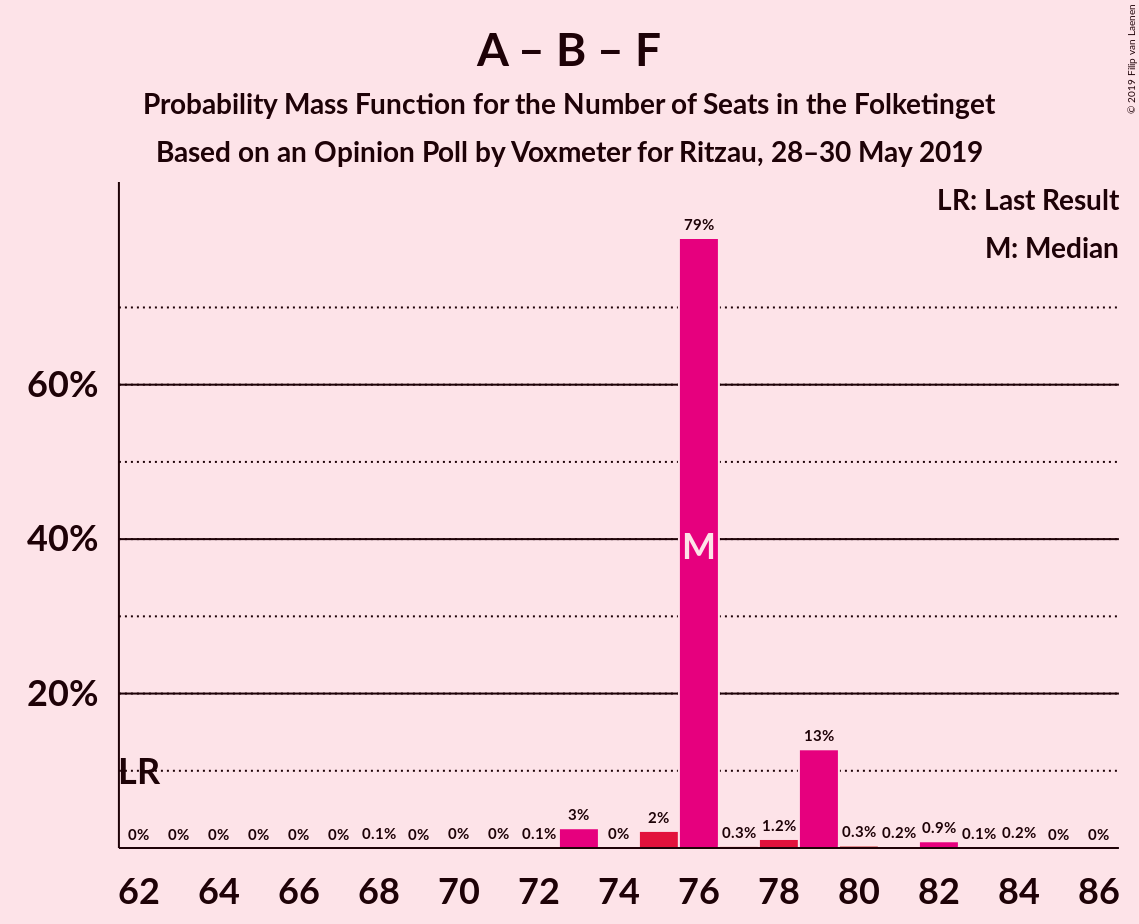 A – B – F
Probability Mass Function for the Number of Seats in the Folketinget
Based on an Opinion Poll by Voxmeter for Ritzau, 28–30 May 2019
© 2019 Filip van Laenen
LR: Last Result
M: Median
79%
60%
40%
M
20%
13%
LR
0% 0% 0% 0% 0% 0% 0.1% 0% 0% 0% 0.1% 3% 0% 2% 0.3% 1.2% 0.3% 0.2% 0.9% 0.1% 0.2% 0% 0%
62 64 66 68 70 72 74 76 78 80 82 84 86